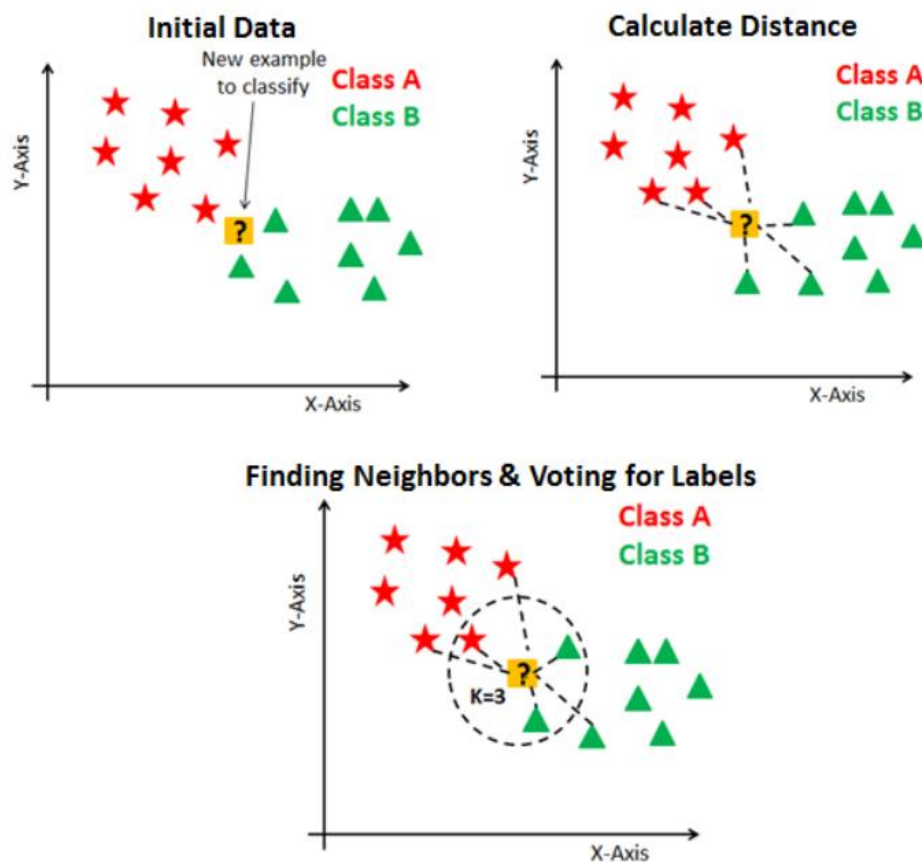 Initial Data
New example
to classify
Class A
Class B
Y-Axis
?
X-Axis
Calculate Distance
Class A
Class B
Y-Axis
?
X-Axis
Finding Neighbors & Voting for Labels
Class A
Class B
Y-Axis
?
K=3
X-Axis